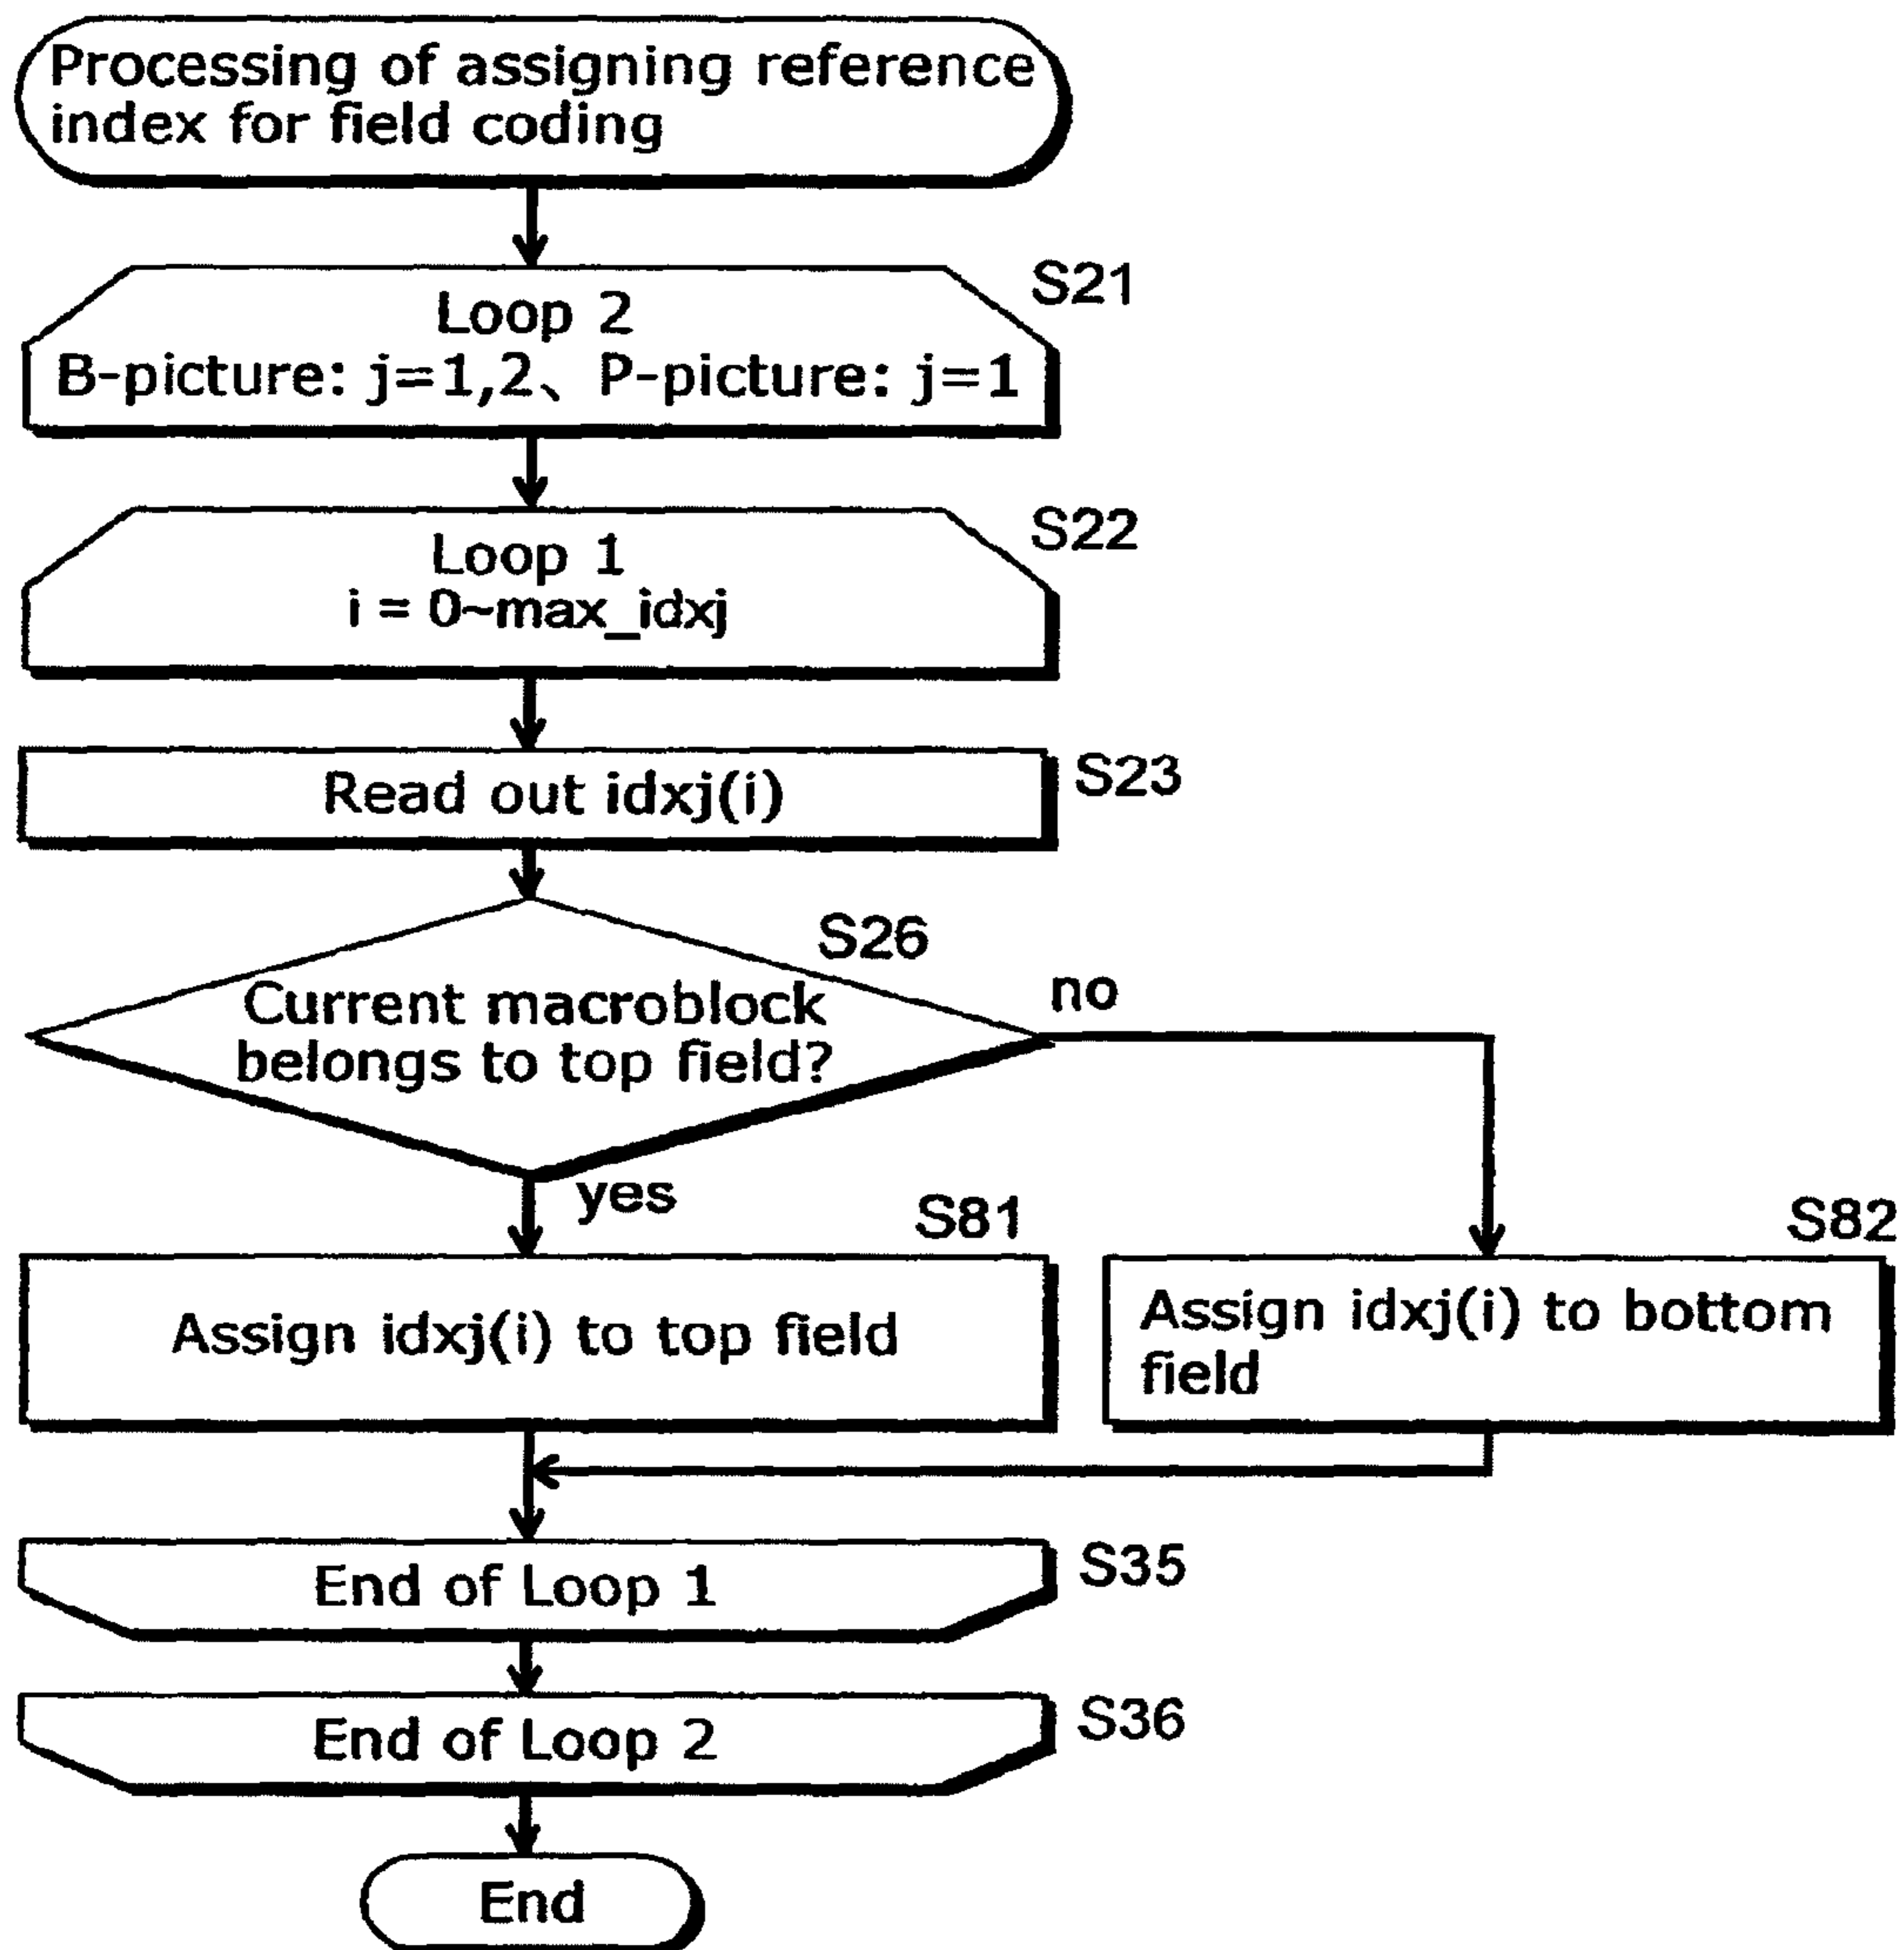 Processing of assigning reference
index for field coding
S21
Loop 2
B-picture: j=1,2、 P-picture: j=1
S22
Loop 1
i = 0~max_idxj
Read out idxj(i)
S23
S26
Current macroblock
belongs to top field?
no
yes
S81
S82
Assign idxj(i) to top field
Assign idxj(i) to bottom
field
End of Loop 1
S35
End of Loop 2
S36
End